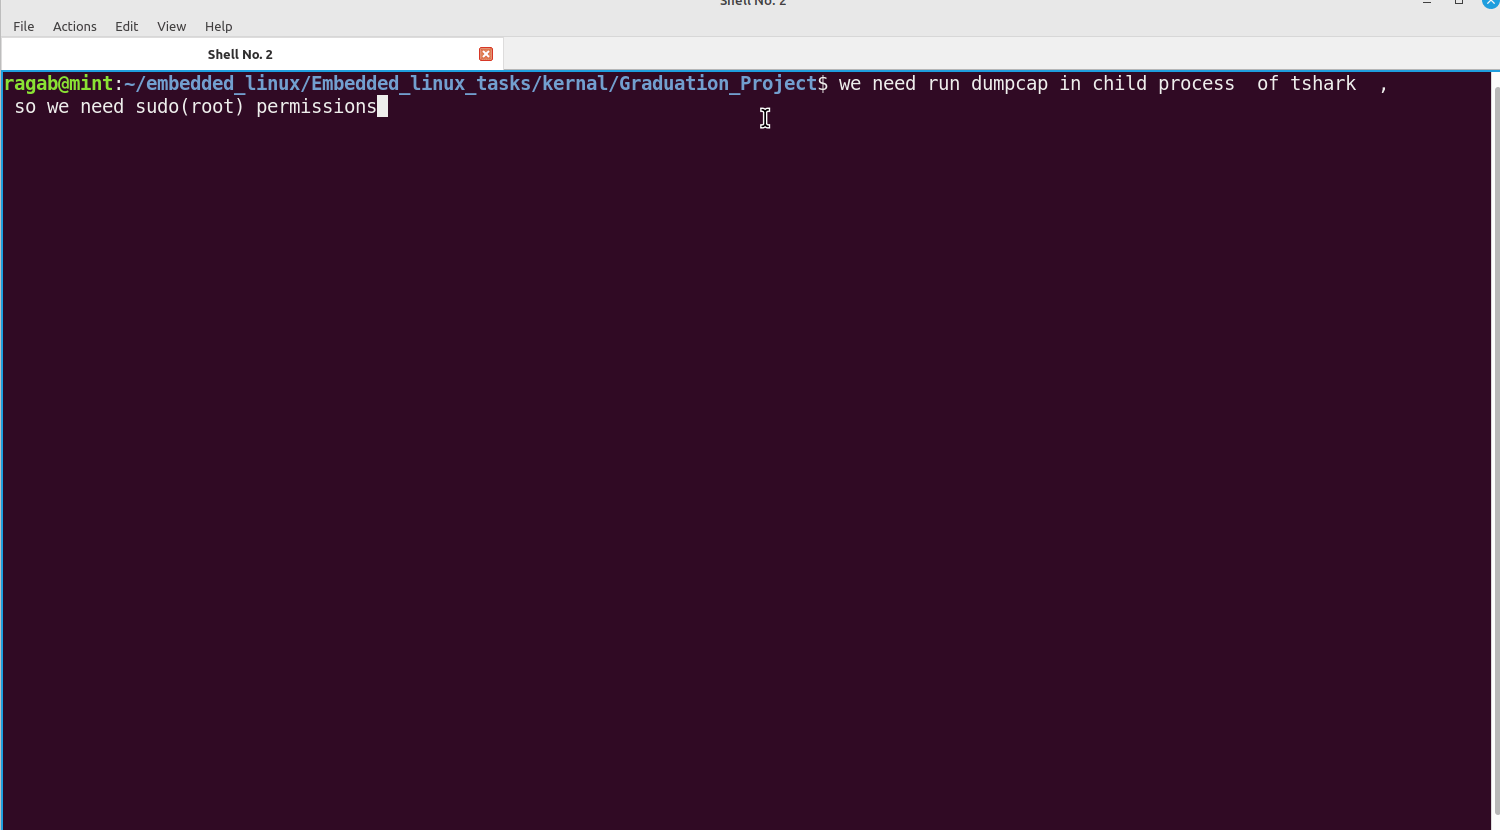 Shell No. 2
File Actions Edit View Help
Shell No. 2
ragab@mint:~/embedded_linux/Embedded_linux_tasks/kernal/Graduation_Project$ we need run dumpcap in child process  of tshark  ,
 so we need sudo(root) permissions